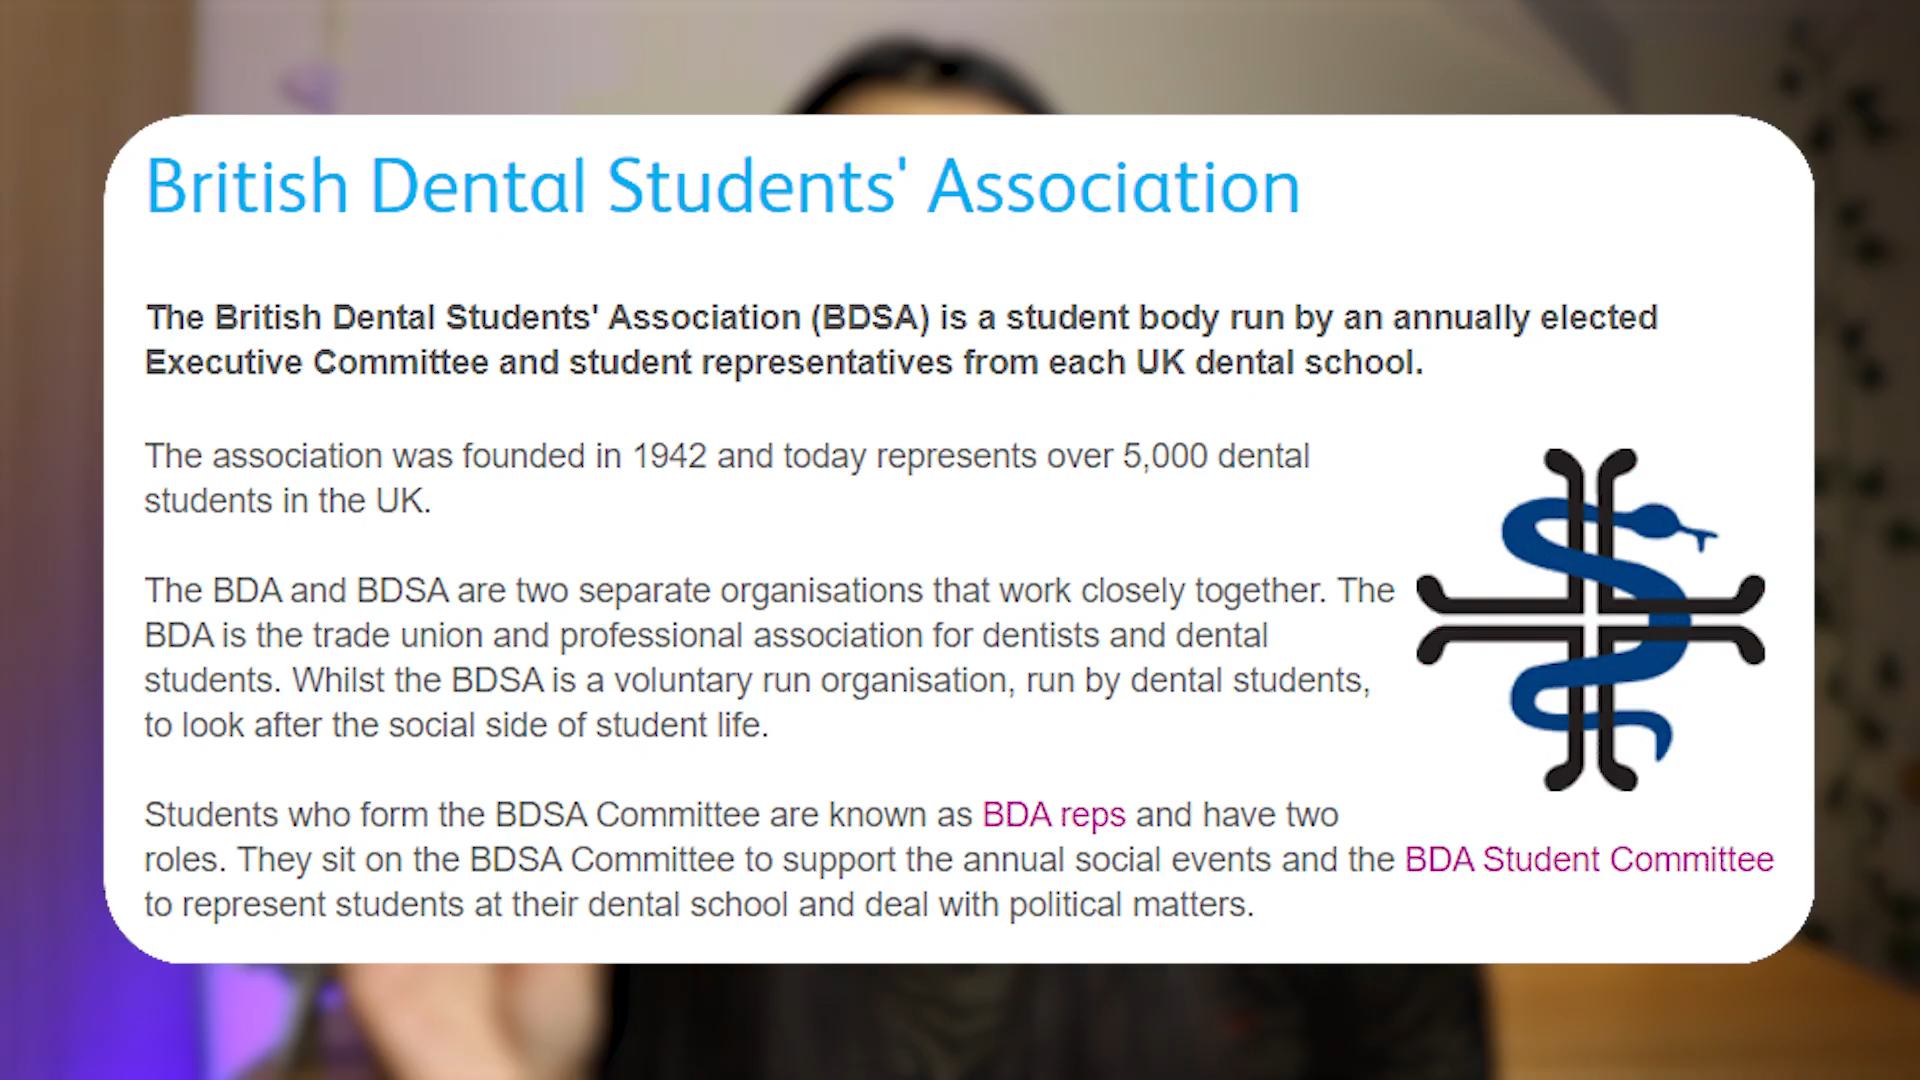 British Dental Students' Association
The British Dental Students' Association (BDSA) is a student body run by an annually elected
Executive Committee and student representatives from each UK dental school.
The association was founded in 1942 and today represents over 5,000 dental
students in the UK.
The BDA and BDSA are two separate organisations that work closely together. The
BDA is the trade union and professional association for dentists and dental
students. Whilst the BDSA is a voluntary run organisation, run by dental students,
to look after the social side of student life.
Students who form the BDSA Committee are known as BDA reps and have two
roles. They sit on the BDSA Committee to support the annual social events and the BDA Student Committee
to represent students at their dental school and deal with political matters.